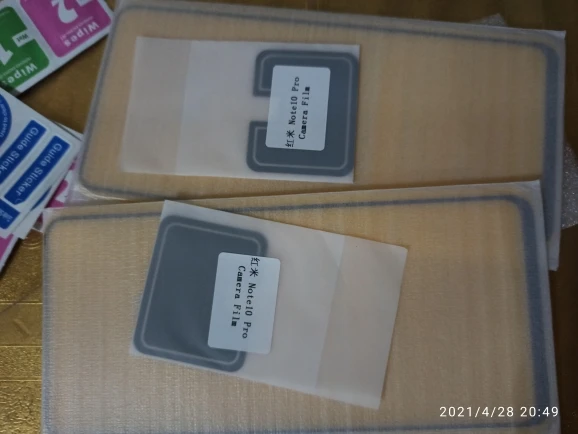 Wipes
2
Wet
1
Wipes
Guide Sticker
Guide Sticker
红米 Note10 Pro
Camera Film
红米 Note10 Pro
Camera Film
2021/4/28 20:49